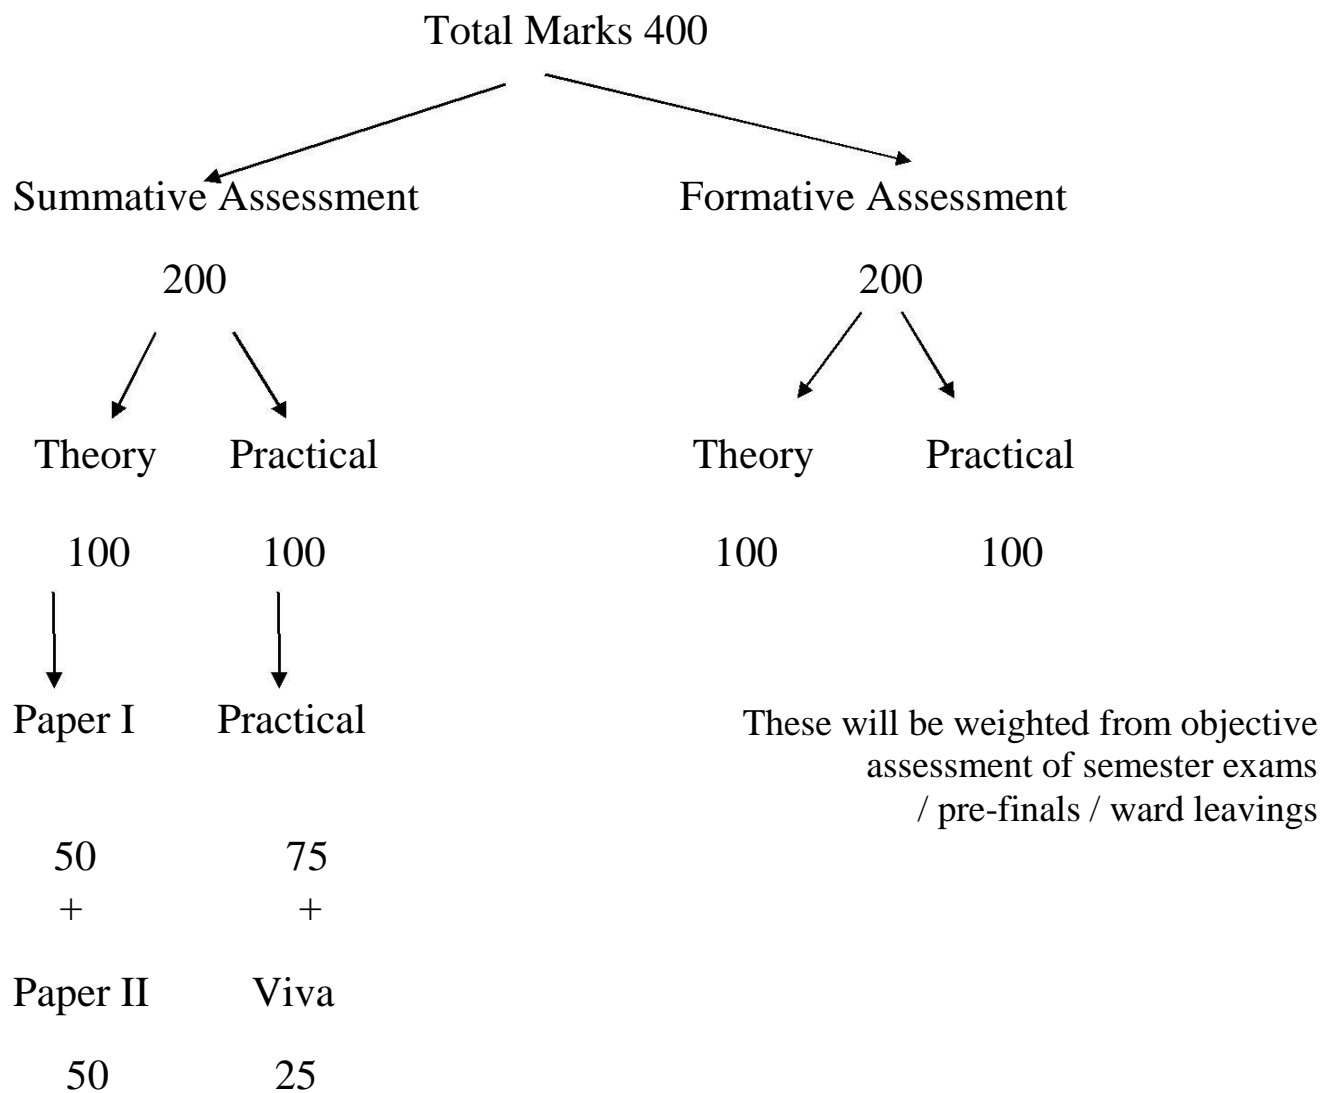 Total Marks 400
Summative Assessment Formative Assessment
200 200
Theory Practical Theory Practical
100 100 100 100
Paper I Practical
These will be weighted from objective
assessment of semester exams
/ pre-finals / ward leavings
50 75
+ +
Paper II Viva
50 25